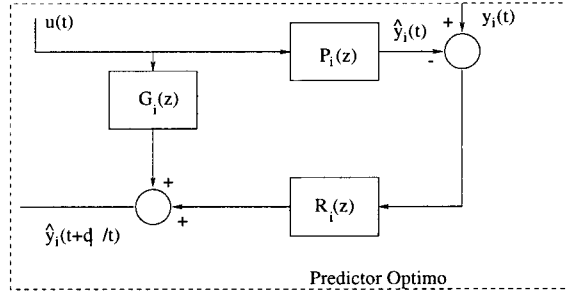 u(t)
P_i(z)
ŷ_i(t)
+
y_i(t)
-
G_i(z)
+
+
R_i(z)
ŷ_i(t+d /t)
Predictor Optimo